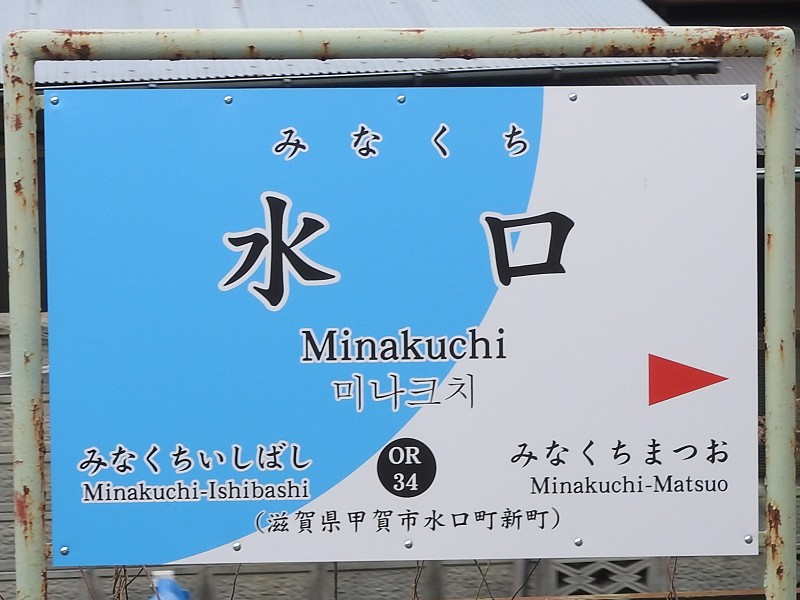 みなくち
水口
Minakuchi
미나크치
みなくちいしばし
Minakuchi-Ishibashi
OR
34
みなくちまつお
Minakuchi-Matsuo
(滋賀県甲賀市水口町新町)